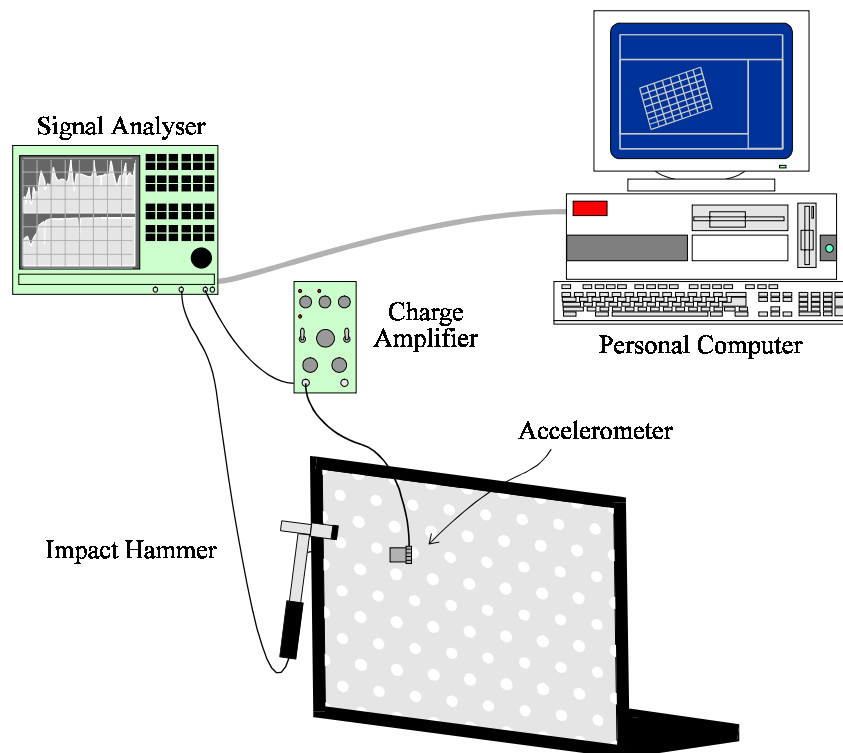 Signal Analyser
Charge
Amplifier
Personal Computer
Accelerometer
Impact Hammer